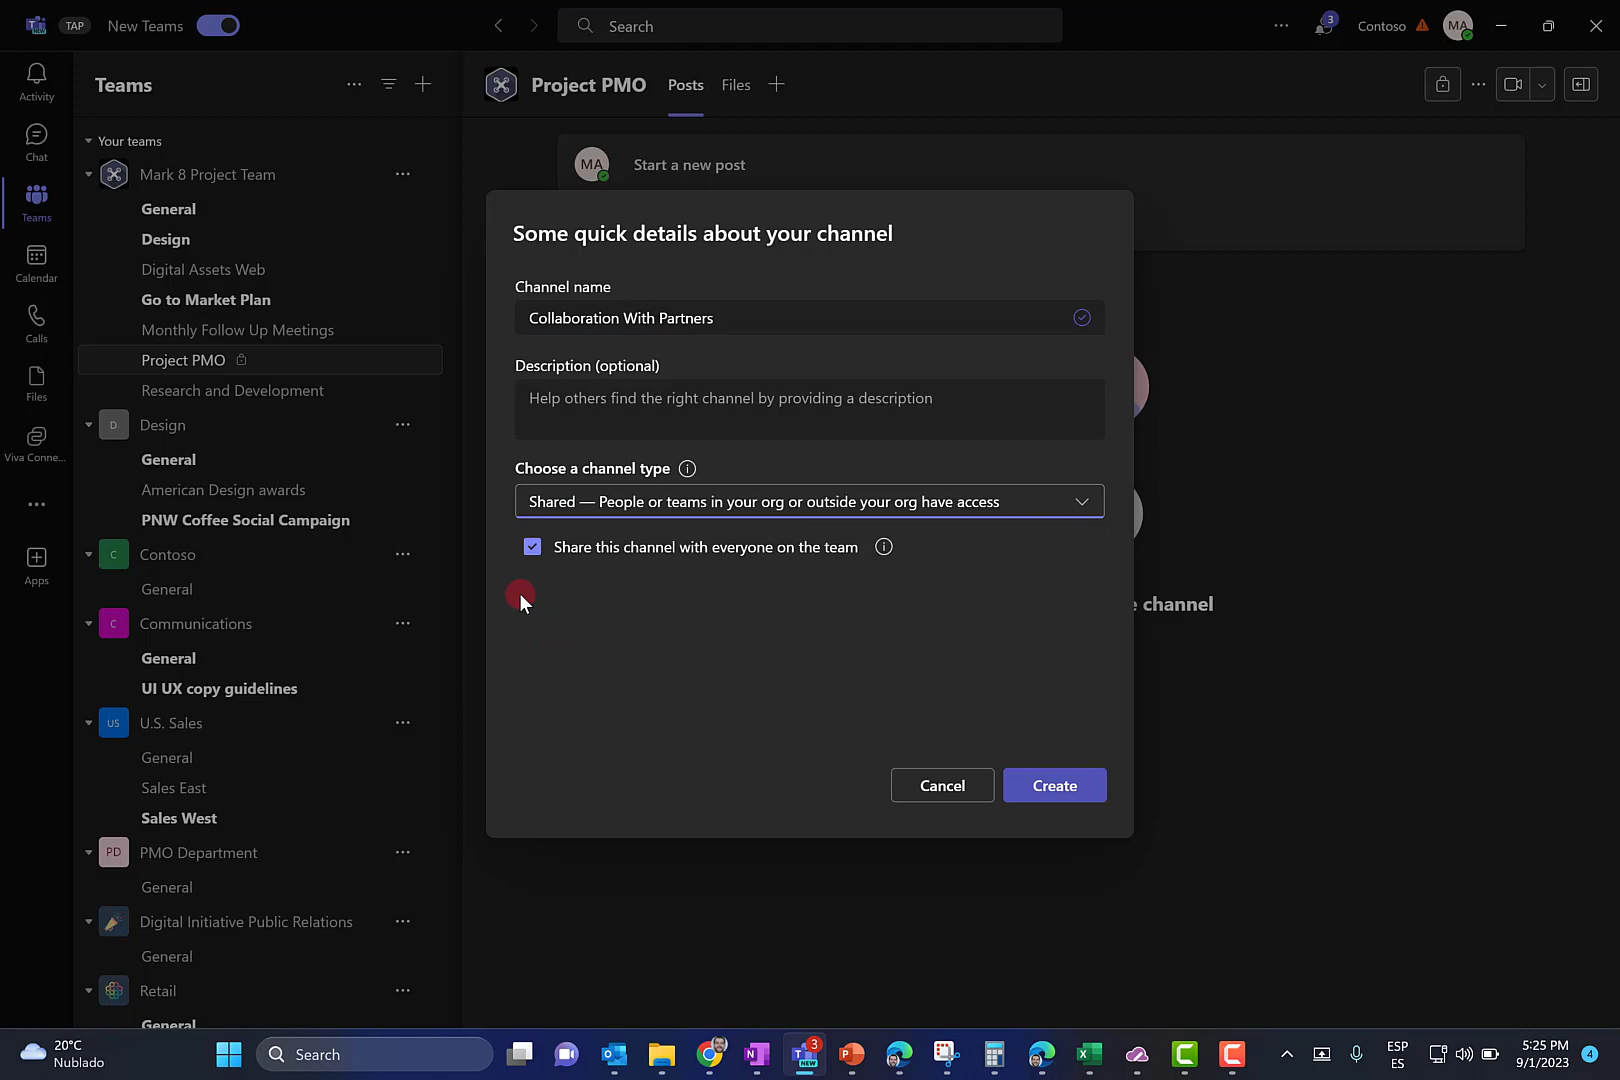 TAP
New Teams
Search
3
Contoso
MA
Activity
Chat
Teams
Calendar
Calls
Files
Viva Conne...
Apps
Teams
Your teams
Mark 8 Project Team
General
Design
Digital Assets Web
Go to Market Plan
Monthly Follow Up Meetings
Project PMO
Research and Development
D
Design
General
American Design awards
PNW Coffee Social Campaign
C
Contoso
General
C
Communications
General
UI UX copy guidelines
US
U.S. Sales
General
Sales East
Sales West
PD
PMO Department
General
Digital Initiative Public Relations
General
Retail
General
Project PMO
Posts
Files
MA
Start a new post
Some quick details about your channel
Channel name
Collaboration With Partners
Description (optional)
Help others find the right channel by providing a description
Choose a channel type
Shared — People or teams in your org or outside your org have access
Share this channel with everyone on the team
Cancel
Create
e channel
20°C
Nublado
Search
3
ESP
ES
5:25 PM
9/1/2023
4